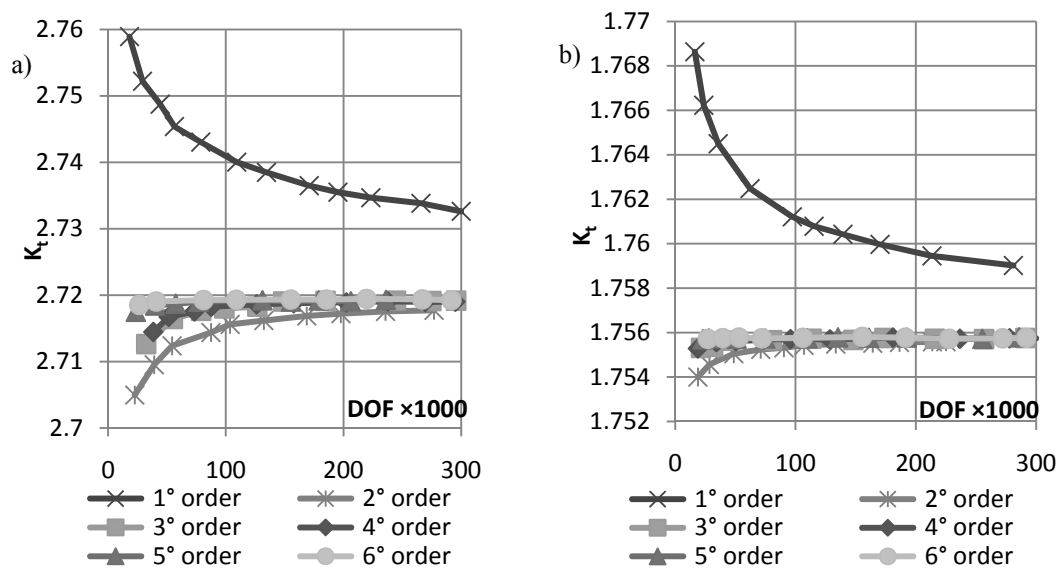 a)
2.76
2.75
2.74
2.73
2.72
2.71
2.7
Kt
DOF ×1000
0 100 200 300
1° order 2° order
3° order 4° order
5° order 6° order
b)
1.77
1.768
1.766
1.764
1.762
1.76
1.758
1.756
1.754
1.752
Kt
DOF ×1000
0 100 200 300
1° order 2° order
3° order 4° order
5° order 6° order